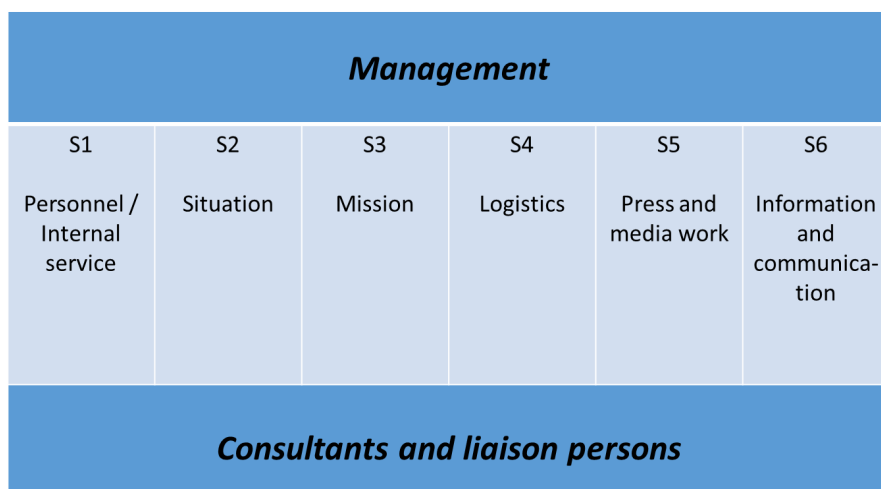 Management
S1
Personnel /
Internal
service
S2
Situation
S3
Mission
S4
Logistics
S5
Press and
media work
S6
Information
and
communica-
tion
Consultants and liaison persons